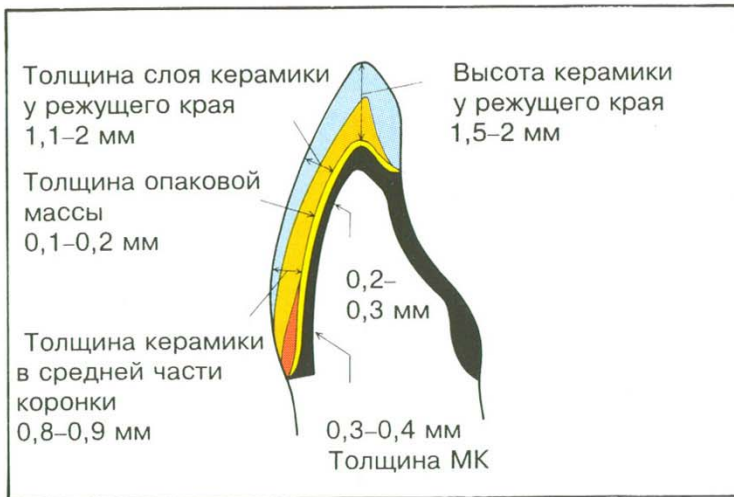 Толщина слоя керамики
у режущего края
1,1–2 мм
Высота керамики
у режущего края
1,5–2 мм
Толщина опаковой
массы
0,1–0,2 мм
0,2–
0,3 мм
Толщина керамики
в средней части
коронки
0,8–0,9 мм
0,3–0,4 мм
Толщина МК